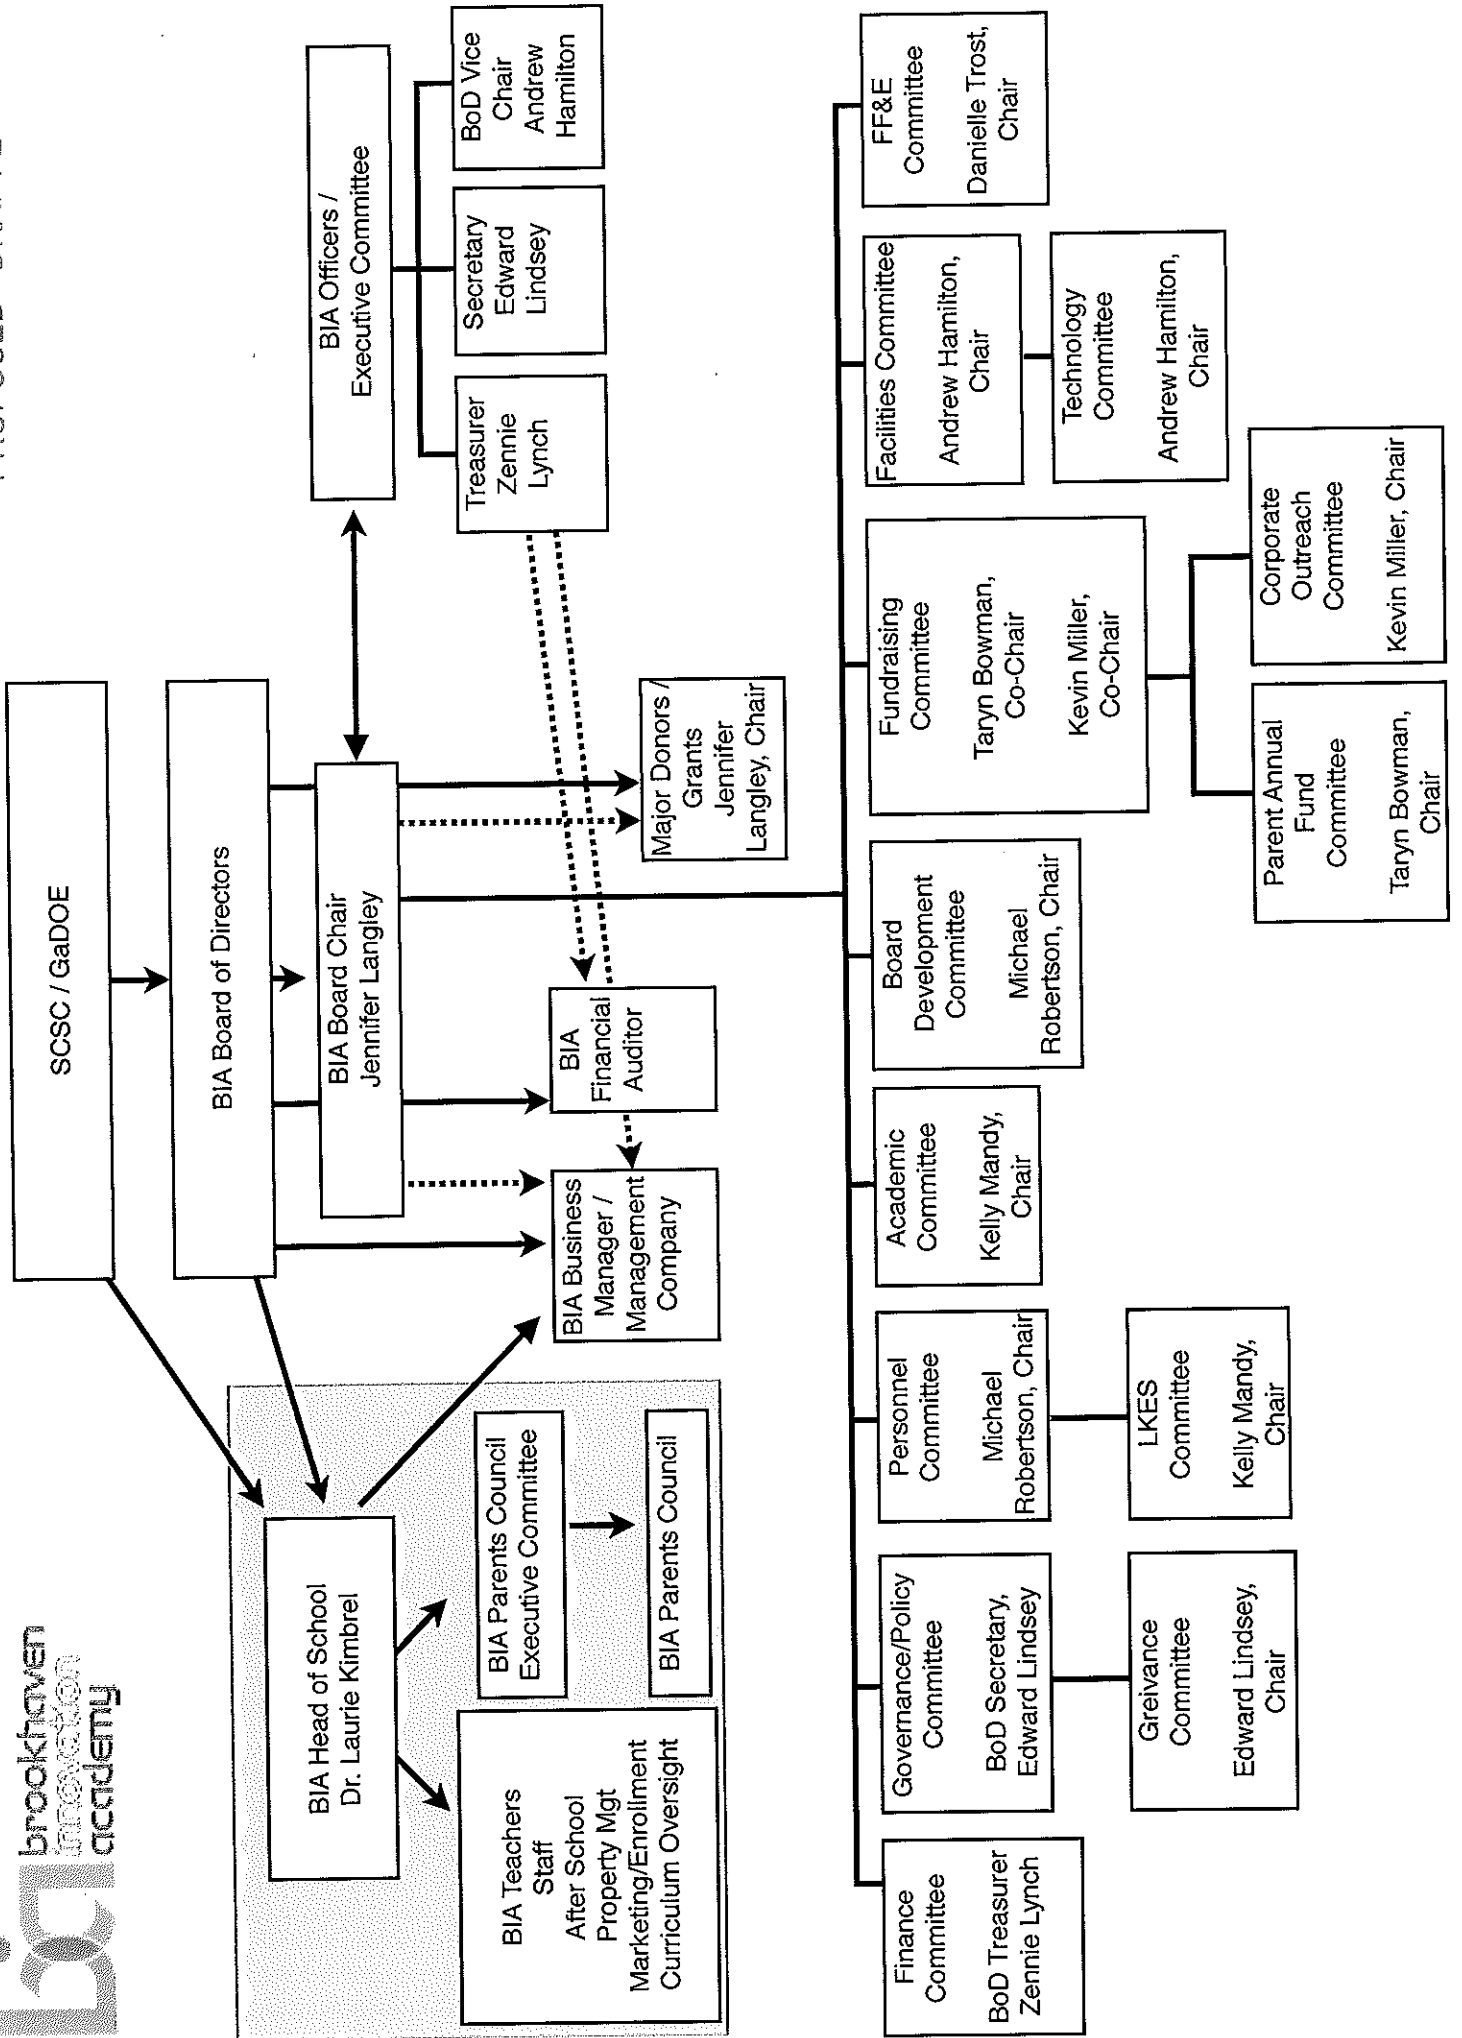 brookhaven
innovation
academy
SCSC / GaDOE
BIA Board of Directors
BIA Board Chair
Jennifer Langley
BIA Officers /
Executive Committee
Treasurer
Zennie
Lynch
Secretary
Edward
Lindsey
BoD Vice
Chair
Andrew
Hamilton
BIA Head of School
Dr. Laurie Kimbrel
BIA Teachers
Staff
After School
Property Mgt
Marketing/Enrollment
Curriculum Oversight
BIA Parents Council
Executive Committee
BIA Parents Council
BIA Business
Manager /
Management
Company
BIA
Financial
Auditor
Major Donors /
Grants
Jennifer
Langley, Chair
Finance
Committee
BoD Treasurer
Zennie Lynch
Governance/Policy
Committee
BoD Secretary,
Edward Lindsey
Greivance
Committee
Edward Lindsey,
Chair
Personnel
Committee
Michael
Robertson, Chair
LKES
Committee
Kelly Mandy,
Chair
Academic
Committee
Kelly Mandy,
Chair
Board
Development
Committee
Michael
Robertson, Chair
Fundraising
Committee
Taryn Bowman,
Co-Chair
Kevin Miller,
Co-Chair
Parent Annual
Fund
Committee
Taryn Bowman,
Chair
Corporate
Outreach
Committee
Kevin Miller, Chair
Facilities Committee
Andrew Hamilton,
Chair
Technology
Committee
Andrew Hamilton,
Chair
FF&E
Committee
Danielle Trost,
Chair